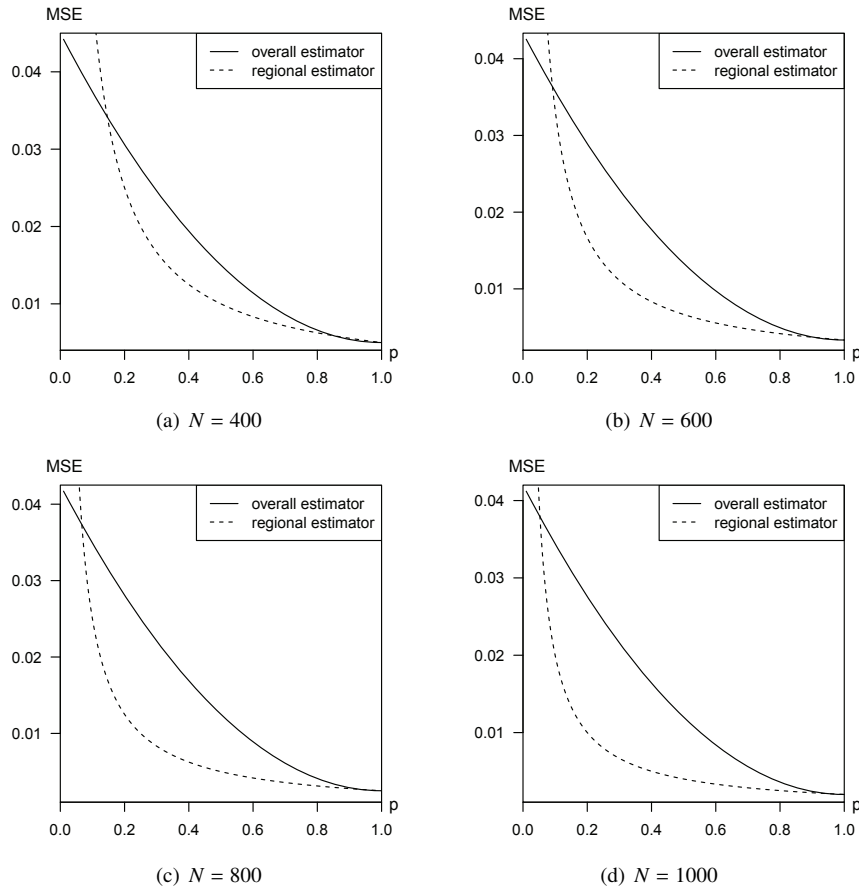 MSE
overall estimator
regional estimator
0.04
0.03
0.02
0.01
0.0 0.2 0.4 0.6 0.8 1.0
p
(a) N = 400
MSE
overall estimator
regional estimator
0.04
0.03
0.02
0.01
0.0 0.2 0.4 0.6 0.8 1.0
p
(b) N = 600
MSE
overall estimator
regional estimator
0.04
0.03
0.02
0.01
0.0 0.2 0.4 0.6 0.8 1.0
p
(c) N = 800
MSE
overall estimator
regional estimator
0.04
0.03
0.02
0.01
0.0 0.2 0.4 0.6 0.8 1.0
p
(d) N = 1000